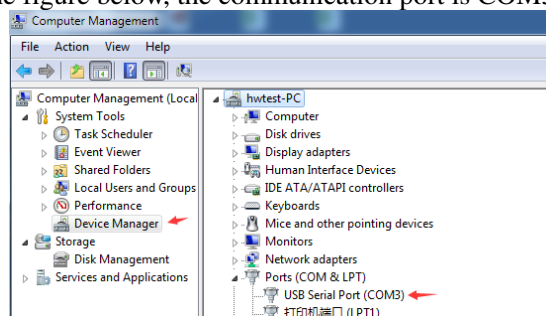 e figure below, the communication port is COM3
Computer Management
File Action View Help
Computer Management (Local
System Tools
Task Scheduler
Event Viewer
Shared Folders
Local Users and Groups
Performance
Device Manager
Storage
Disk Management
Services and Applications
hwtest-PC
Computer
Disk drives
Display adapters
Human Interface Devices
IDE ATA/ATAPI controllers
Keyboards
Mice and other pointing devices
Monitors
Network adapters
Ports (COM & LPT)
USB Serial Port (COM3)
打印机端口 (LPT1)